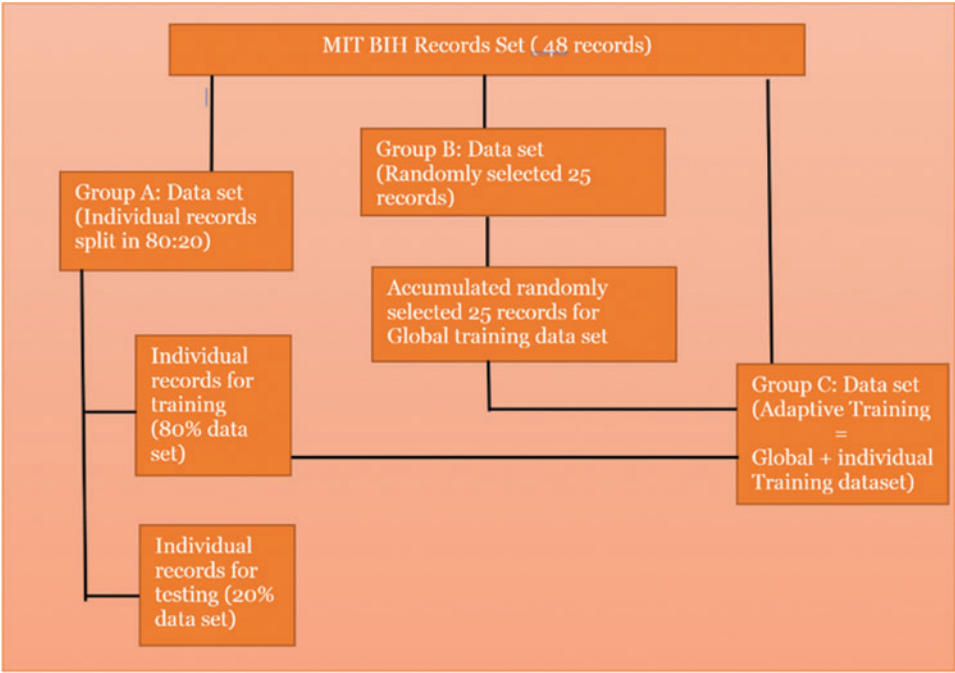 MIT BIH Records Set ( 48 records)
Group B: Data set
(Randomly selected 25
records)
Group A: Data set
(Individual records
split in 80:20)
Accumulated randomly
selected 25 records for
Global training data set
Individual
records for
training
(80% data
set)
Group C: Data set
(Adaptive Training
=
Global + individual
Training dataset)
Individual
records for
testing (20%
data set)